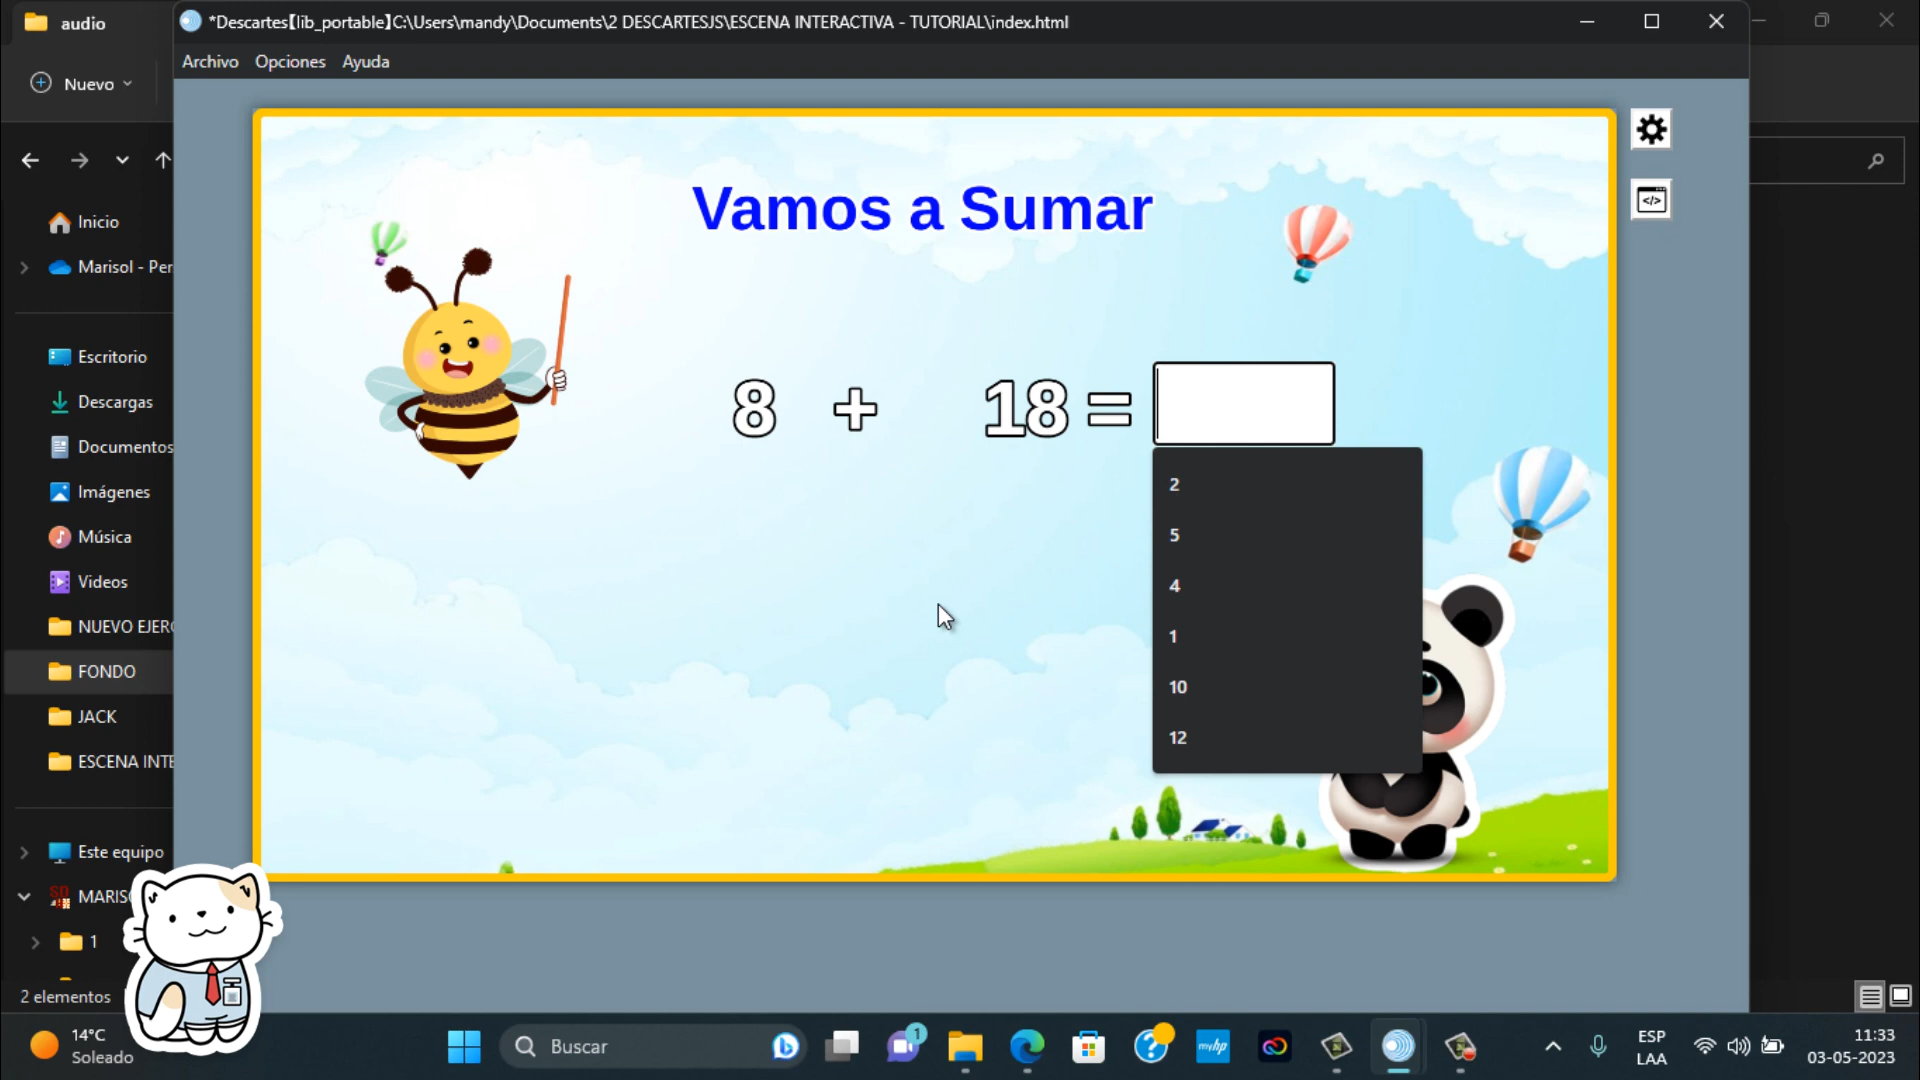 audio
*Descartes【lib_portable】C:\Users\mandy\Documents\2 DESCARTESJS\ESCENA INTERACTIVA - TUTORIAL\index.html
Archivo Opciones Ayuda
Nuevo
Inicio
Marisol - Per
Escritorio
Descargas
Documentos
Imágenes
Música
Videos
NUEVO EJER
FONDO
JACK
ESCENA INTE
Este equipo
MARIS
1
2 elementos
</>
Vamos a Sumar
8 + 18 =
2
5
4
1
10
12
14°C
Soleado
Buscar
1
myhp
ESP
LAA
11:33
03-05-2023